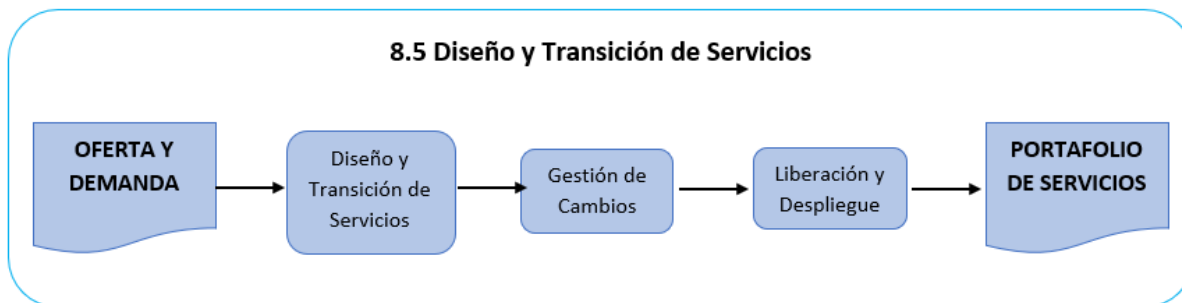 8.5 Diseño y Transición de Servicios
OFERTA Y
DEMANDA
Diseño y
Transición de
Servicios
Gestión de
Cambios
Liberación y
Despliegue
PORTAFOLIO
DE SERVICIOS